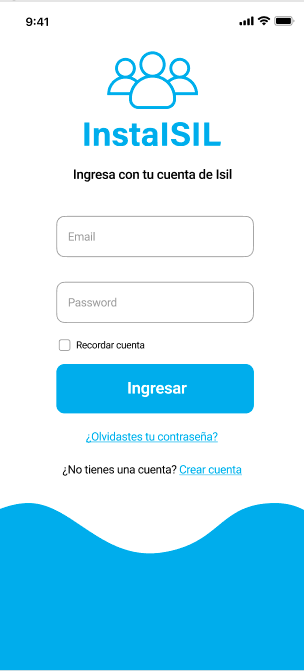 9:41
InstaISIL
Ingresa con tu cuenta de Isil
Email
Password
Recordar cuenta
Ingresar
¿Olvidastes tu contraseña?
¿No tienes una cuenta? Crear cuenta